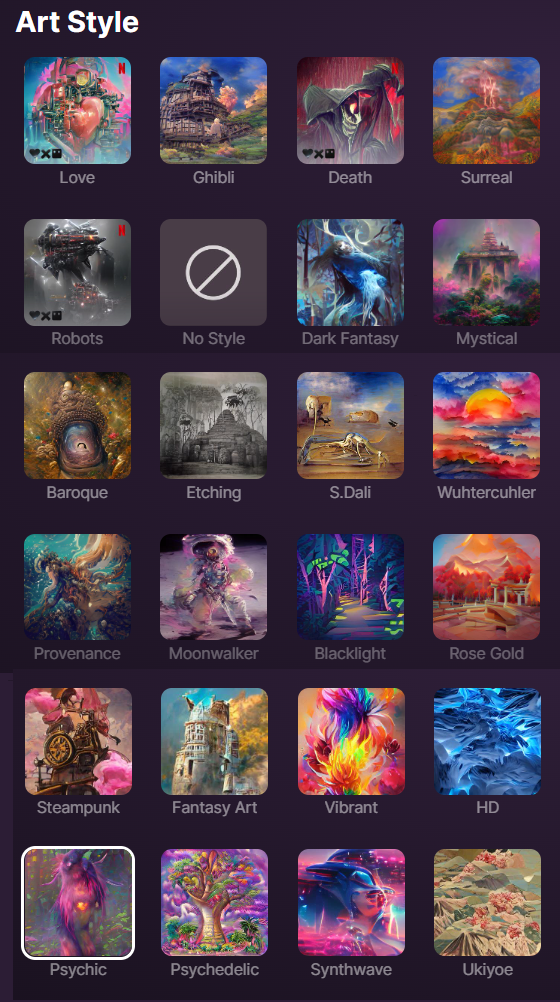 Art Style
N
N
Love
Ghibli
Death
Surreal
N
Robots
No Style
Dark Fantasy
Mystical
Baroque
Etching
S.Dali
Wuhtercuhler
Provenance
Moonwalker
Blacklight
Rose Gold
Steampunk
Fantasy Art
Vibrant
HD
Psychic
Psychedelic
Synthwave
Ukiyoe